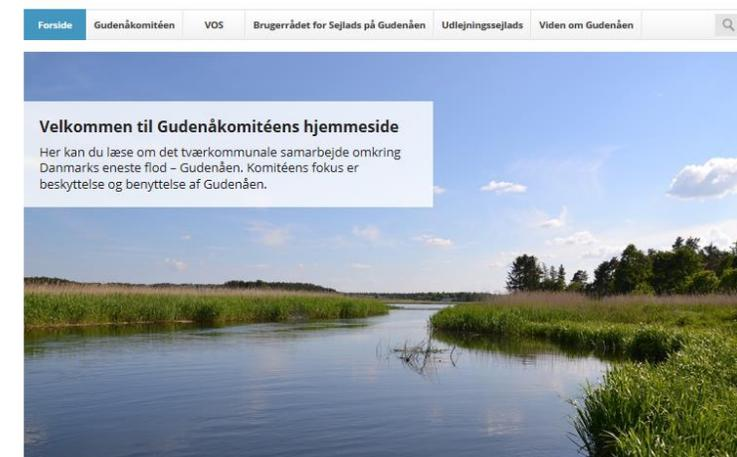 Forside Gudenåkomitéen VOS Brugerrådet for Sejlads på Gudenåen Udlejningssejlads Viden om Gudenåen
Velkommen til Gudenåkomitéens hjemmeside
Her kan du læse om det tværkommunale samarbejde omkring
Danmarks eneste flod – Gudenåen. Komitéens fokus er
beskyttelse og benyttelse af Gudenåen.